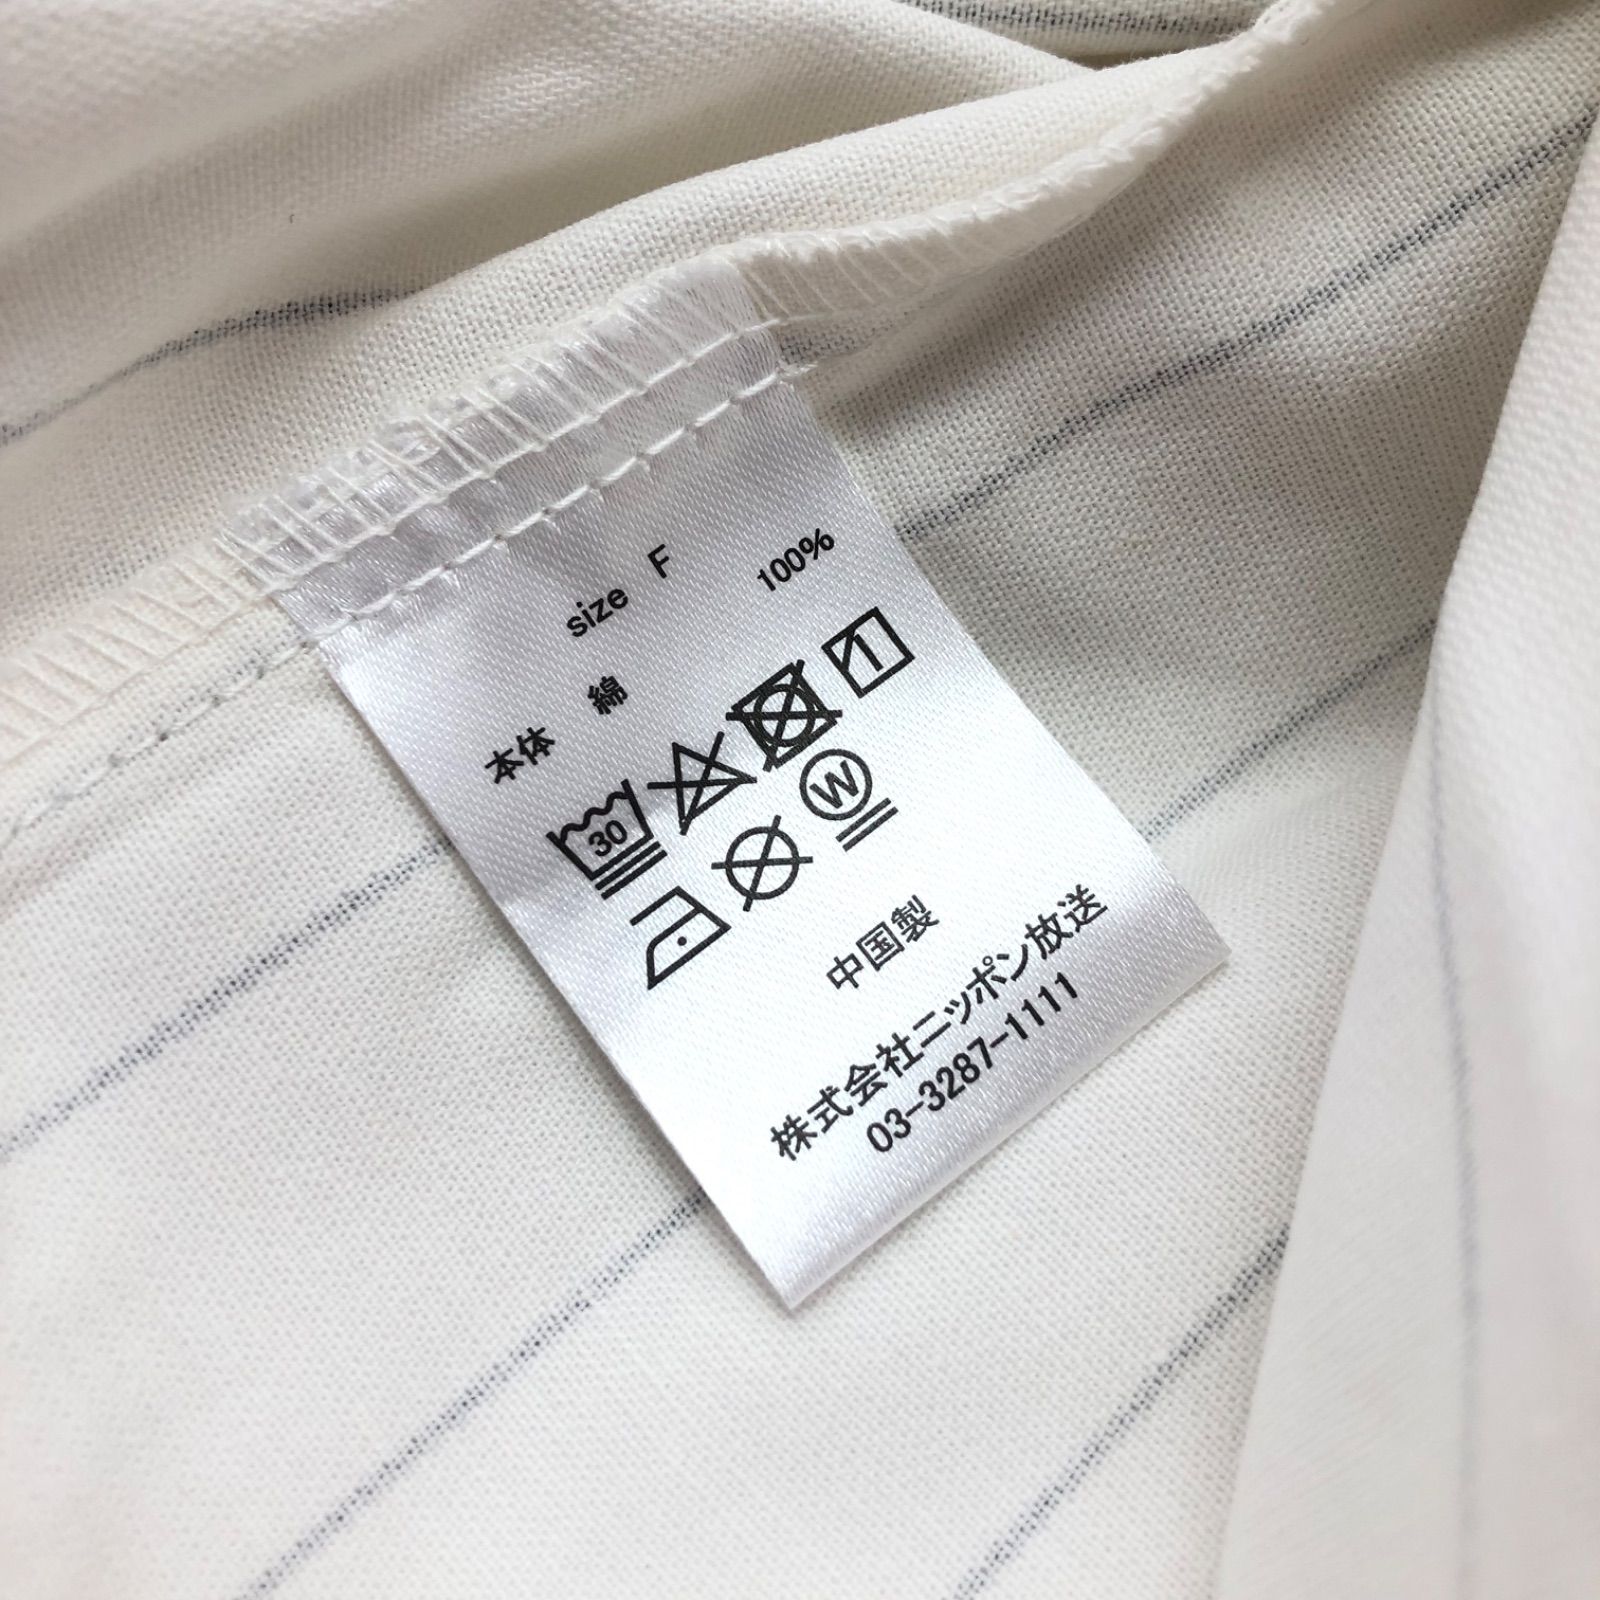 size F
本体 綿 100%
30
W
中国製
株式会社ニッポン放送
03-3287-1111